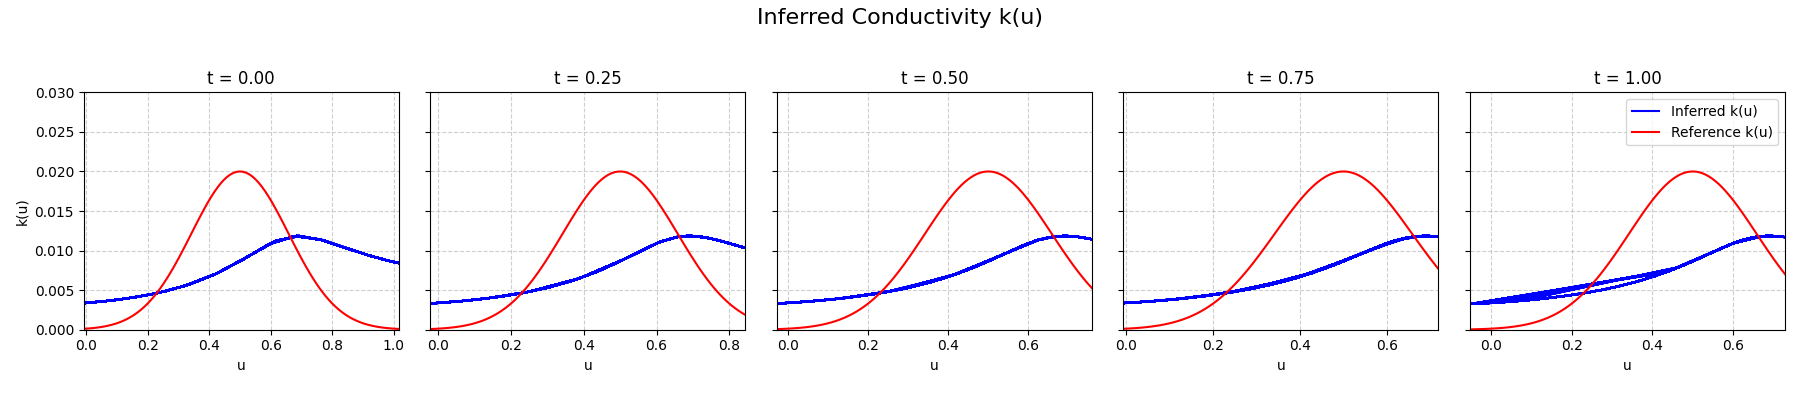 Inferred Conductivity k(u)
t = 0.00
t = 0.25
t = 0.50
t = 0.75
t = 1.00
0.030
0.025
0.020
0.015
0.010
0.005
0.000
k(u)
Inferred k(u)
Reference k(u)
0.0 0.2 0.4 0.6 0.8 1.0
0.0 0.2 0.4 0.6 0.8
0.0 0.2 0.4 0.6
0.0 0.2 0.4 0.6
0.0 0.2 0.4 0.6
u
u
u
u
u